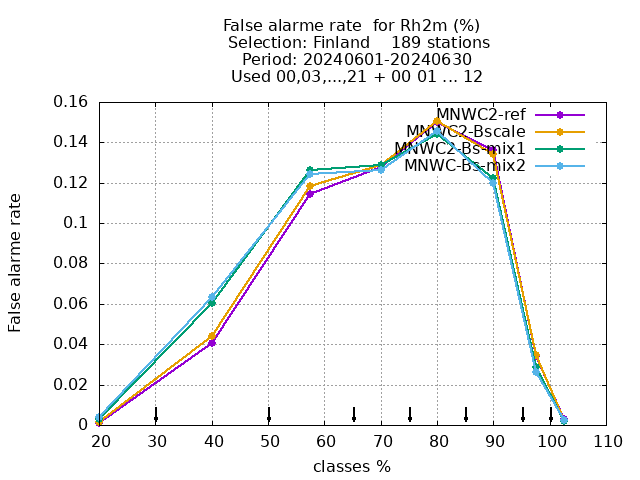 False alarme rate  for Rh2m (%)
Selection: Finland    189 stations
Period: 20240601-20240630
Used 00,03,...,21 + 00 01 ... 12
MNWC2-ref
MNWC2-Bscale
MNWC2-Bs-mix1
MNWC-Bs-mix2
False alarme rate
0.16
0.14
0.12
0.1
0.08
0.06
0.04
0.02
0
20 30 40 50 60 70 80 90 100 110
classes %